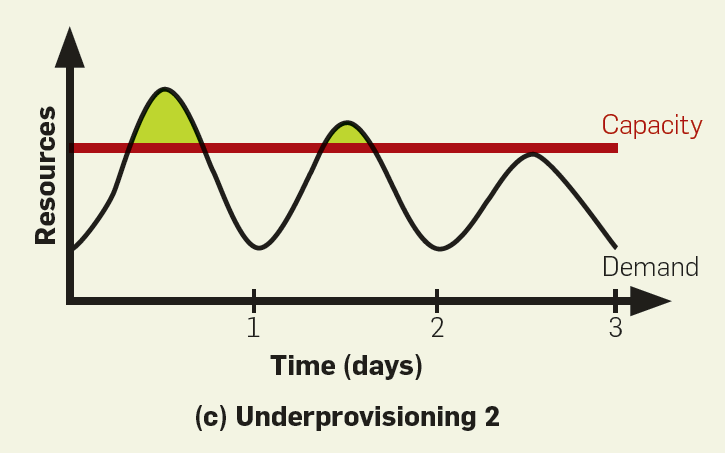 Resources
Capacity
Demand
1
2
3
Time (days)
(c) Underprovisioning 2